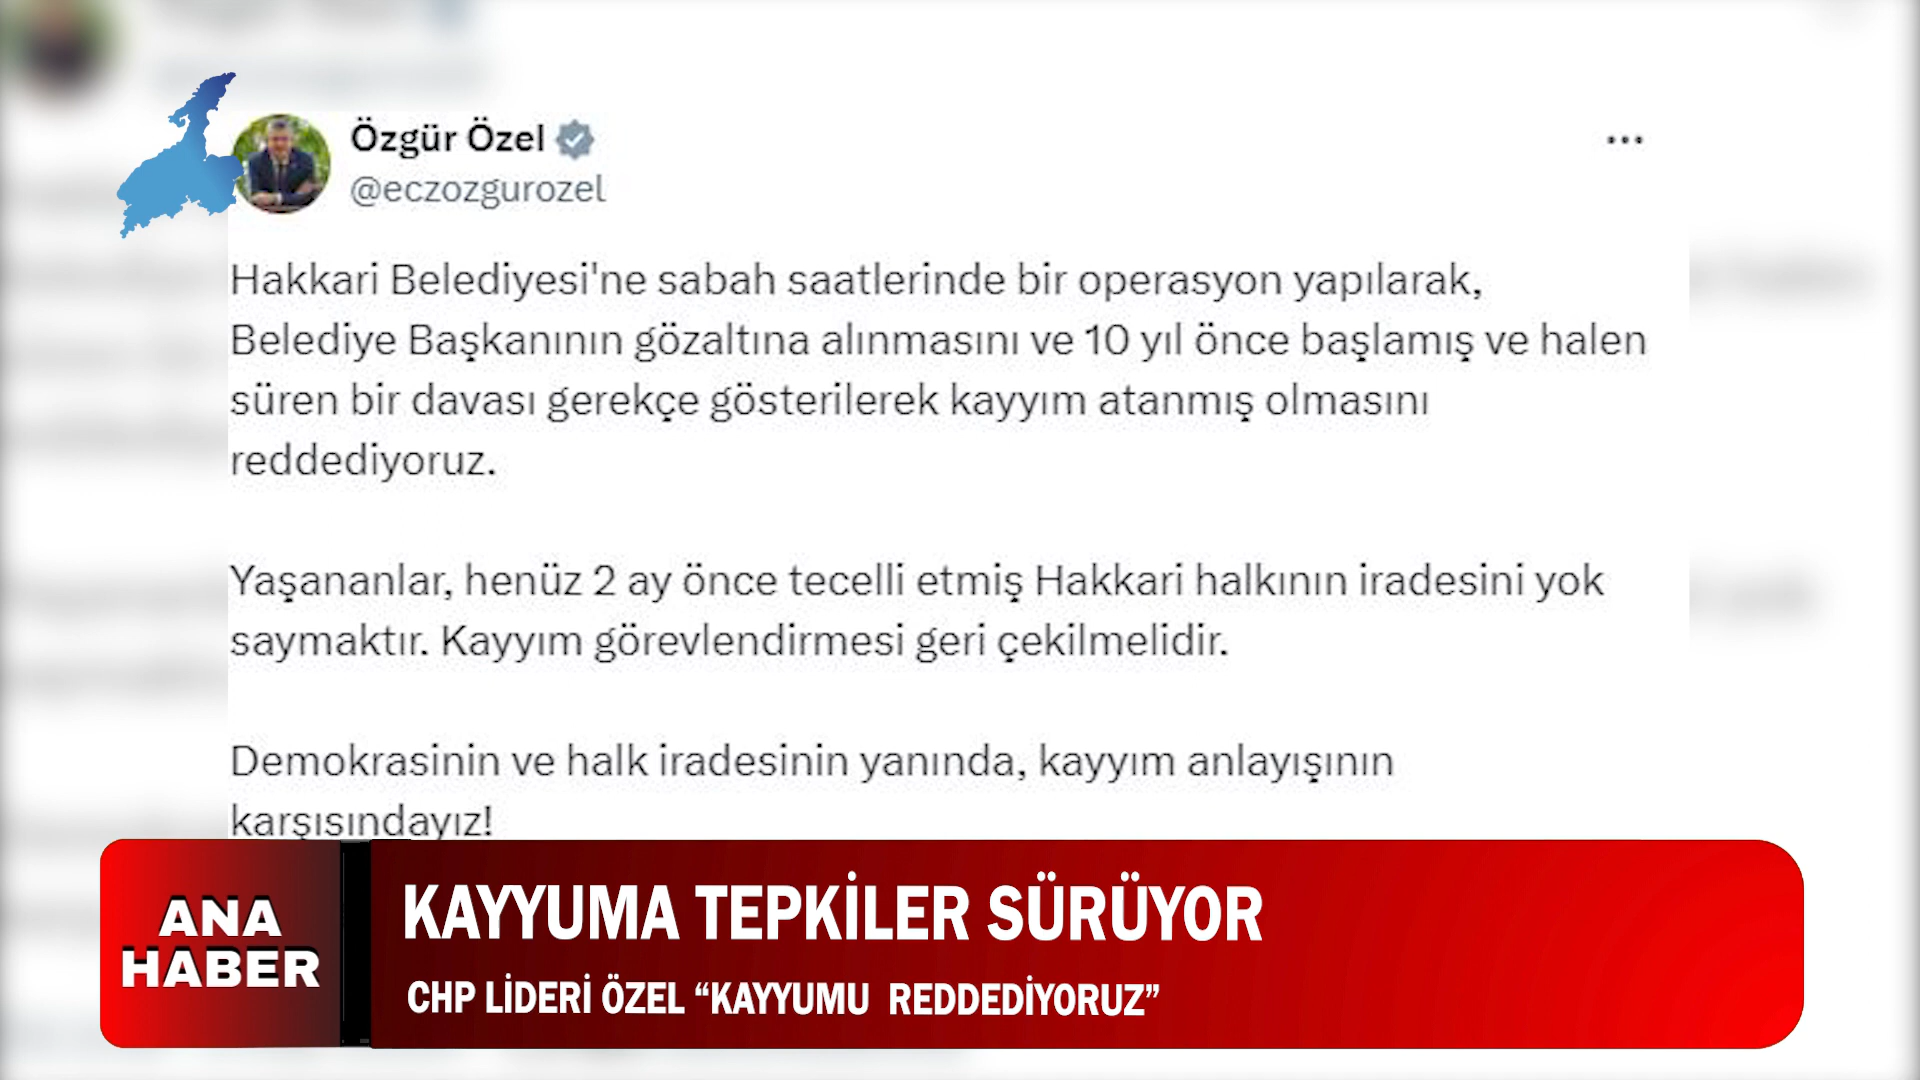 Özgür Özel
@eczozgurozel
Hakkari Belediyesi'ne sabah saatlerinde bir operasyon yapılarak,
Belediye Başkanının gözaltına alınmasını ve 10 yıl önce başlamış ve halen
süren bir davası gerekçe gösterilerek kayyım atanmış olmasını
reddediyoruz.
Yaşananlar, henüz 2 ay önce tecelli etmiş Hakkari halkının iradesini yok
saymaktır. Kayyım görevlendirmesi geri çekilmelidir.
Demokrasinin ve halk iradesinin yanında, kayyım anlayışının
karşısındayız!
ANA
HABER
KAYYUMA TEPKİLER SÜRÜYOR
CHP LİDERİ ÖZEL “KAYYUMU REDDEDİYORUZ”